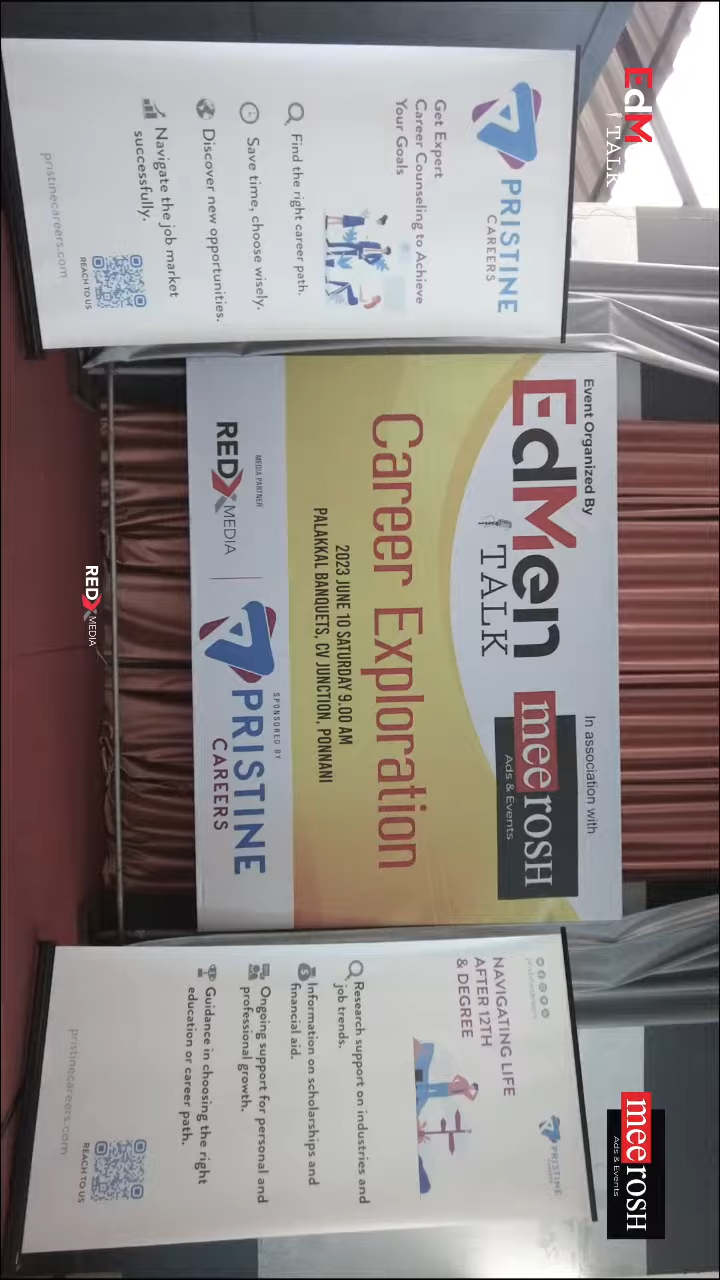 EdM
TALK
PRISTINE
CAREERS
Get Expert
Career Counseling to Achieve
Your Goals
Find the right career path.
Save time, choose wisely.
Discover new opportunities.
Navigate the job market
successfully.
pristinecareers.com
REACH TO US
Event Organized By
EdMen
TALK
In association with
meerosh
Ads & Events
Career Exploration
2023 JUNE 10 SATURDAY 9.00 AM
PALAKKAL BANQUETS, CV JUNCTION, PONNANI
MEDIA PARTNER
REDX MEDIA
SPONSORED BY
PRISTINE
CAREERS
REDX MEDIA
PRISTINE
NAVIGATING LIFE
AFTER 12TH
& DEGREE
Research support on industries and
job trends.
Information on scholarships and
financial aid.
Ongoing support for personal and
professional growth.
Guidance in choosing the right
education or career path.
pristinecareers.com
REACH TO US
meerosh
Ads & Events